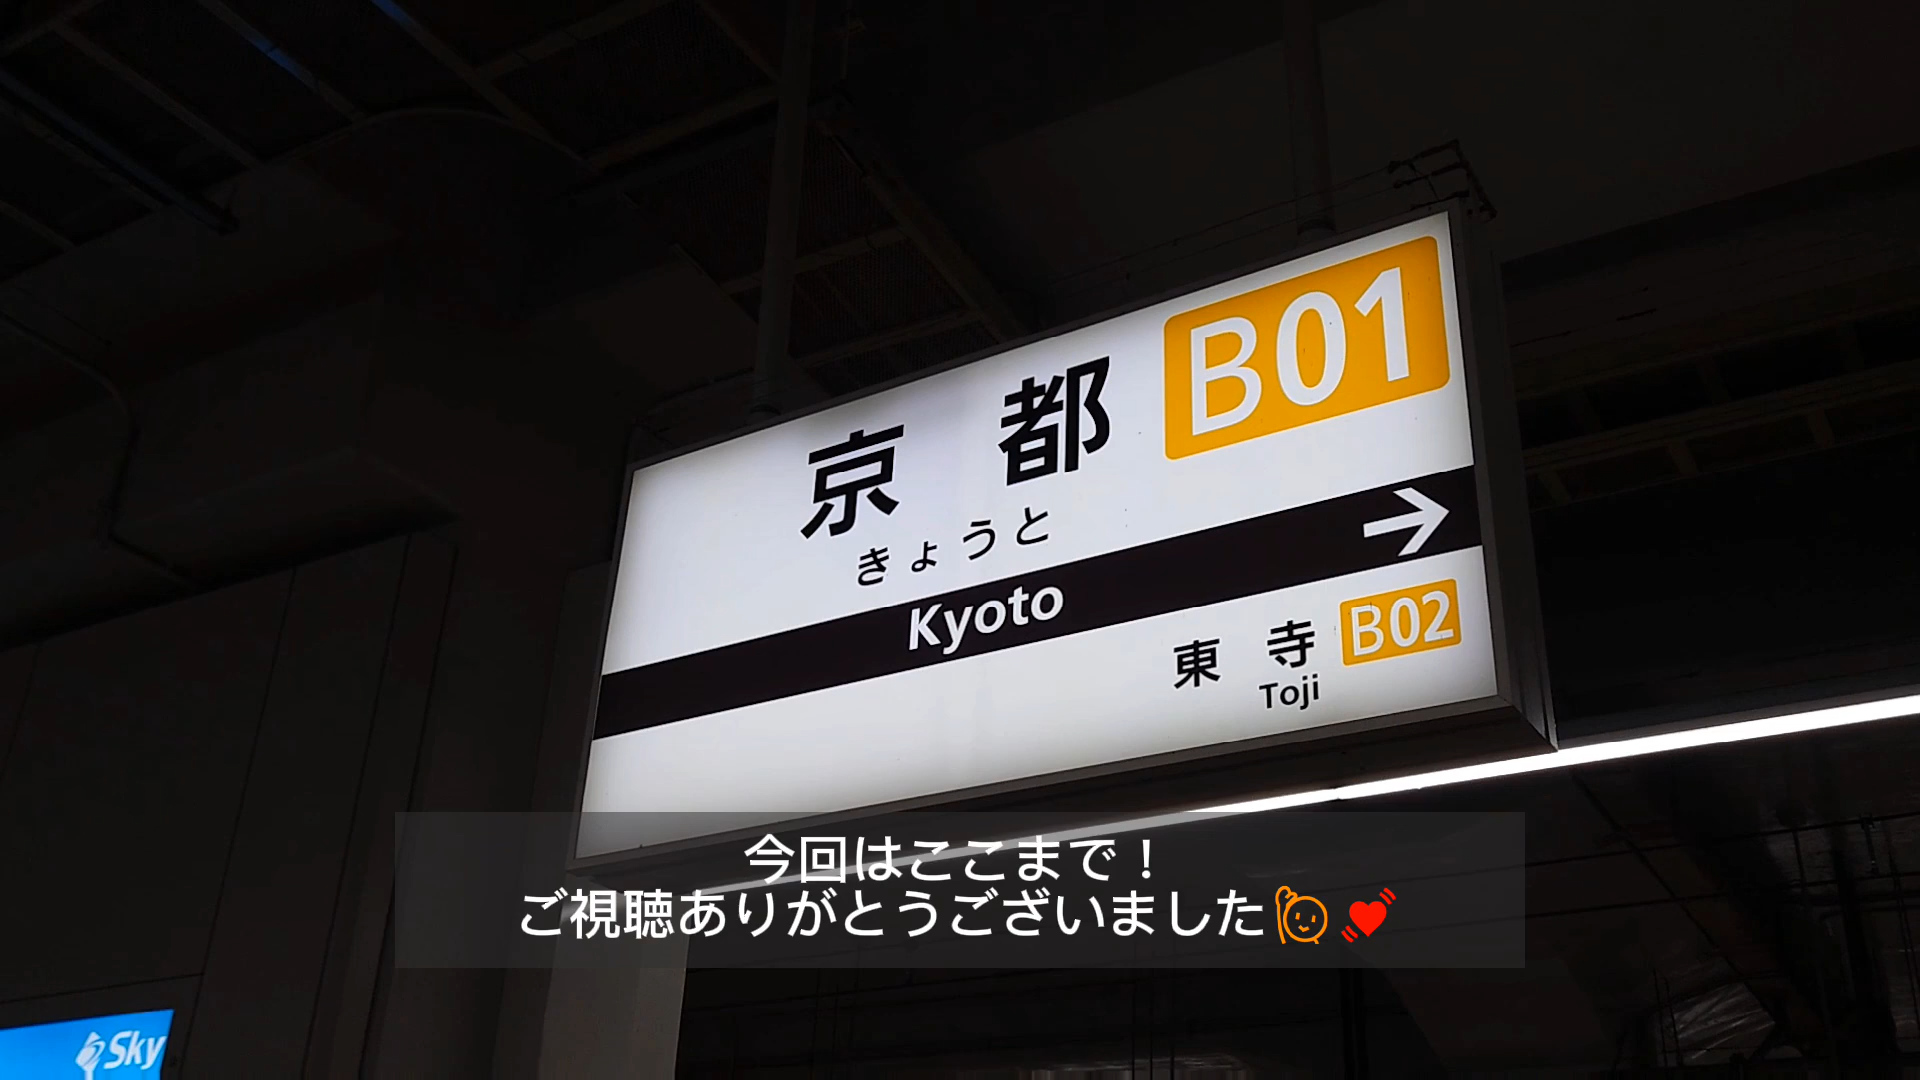 京都 B01
きょうと
Kyoto →
東寺 B02
Toji
今回はここまで！
ご視聴ありがとうございました🙋💓
Sky